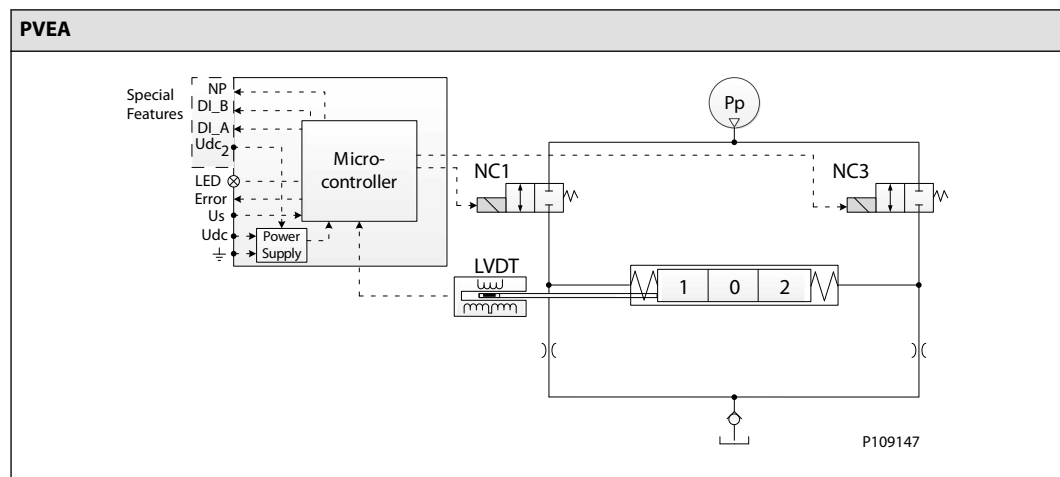 PVEA
Special
Features
NP
DI_B
DI_A
Udc2
LED
Error
Us
Udc
Micro-
controller
Power
Supply
LVDT
NC1
Pp
NC3
1 0 2
P109147